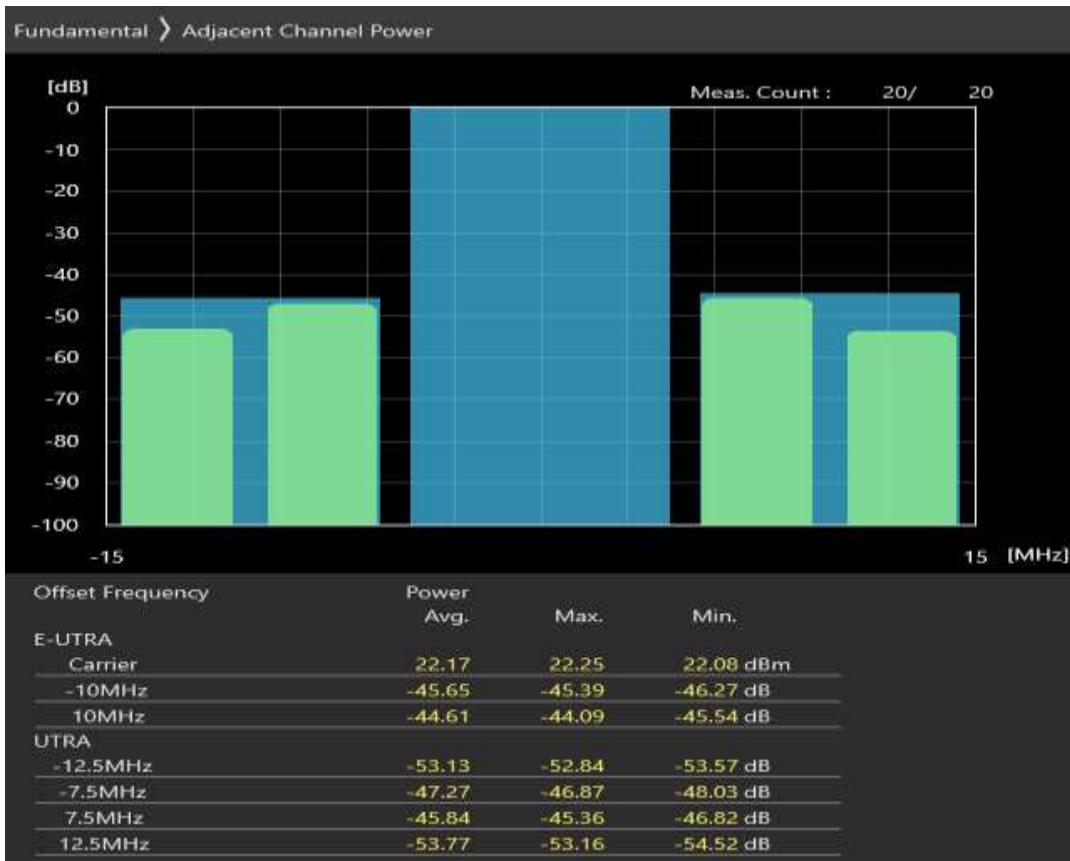 Fundamental 〉 Adjacent Channel Power
[dB]
Meas. Count : 20/ 20
0
-10
-20
-30
-40
-50
-60
-70
-80
-90
-100
-15 15 [MHz]
Offset Frequency Power
Avg. Max. Min.
E-UTRA
Carrier 22.17 22.25 22.08 dBm
-10MHz -45.65 -45.39 -46.27 dB
10MHz -44.61 -44.09 -45.54 dB
UTRA
-12.5MHz -53.13 -52.84 -53.57 dB
-7.5MHz -47.27 -46.87 -48.03 dB
7.5MHz -45.84 -45.36 -46.82 dB
12.5MHz -53.77 -53.16 -54.52 dB